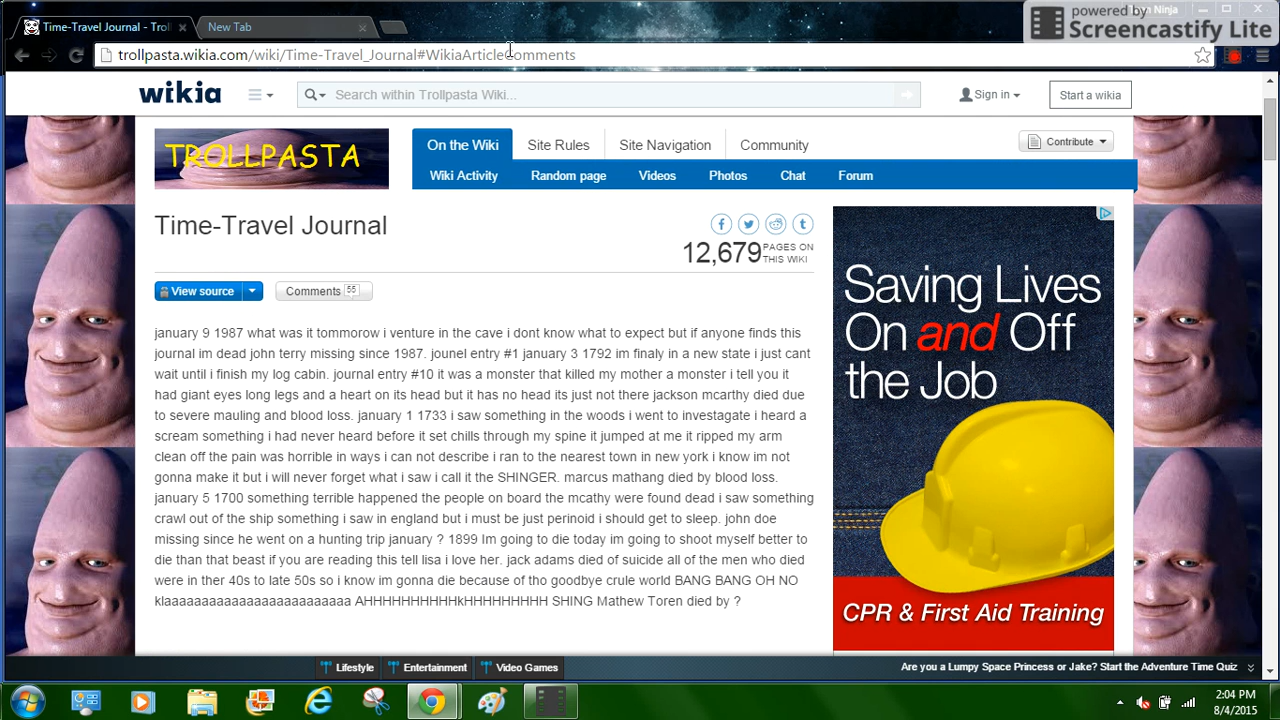 powered by
Screencastify Lite
Time-Travel Journal - Trol
New Tab
Ninja
trollpasta.wikia.com/wiki/Time-Travel_Journal#WikiaArticleComments
wikia
Search within Trollpasta Wiki...
Sign in
Start a wikia
TROLLPASTA
On the Wiki
Site Rules
Site Navigation
Community
Contribute
Wiki Activity
Random page
Videos
Photos
Chat
Forum
Time-Travel Journal
12,679 PAGES ON THIS WIKI
View source
Comments 55
january 9 1987 what was it tommorow i venture in the cave i dont know what to expect but if anyone finds this
journal im dead john terry missing since 1987. jounel entry #1 january 3 1792 im finaly in a new state i just cant
wait until i finish my log cabin. journal entry #10 it was a monster that killed my mother a monster i tell you it
had giant eyes long legs and a heart on its head but it has no head its just not there jackson mcarthy died due
to severe mauling and blood loss. january 1 1733 i saw something in the woods i went to investagate i heard a
scream something i had never heard before it set chills through my spine it jumped at me it ripped my arm
clean off the pain was horrible in ways i can not describe i ran to the nearest town in new york i know im not
gonna make it but i will never forget what i saw i call it the SHINGER. marcus mathang died by blood loss.
january 5 1700 something terrible happened the people on board the mcathy were found dead i saw something
crawl out of the ship something i saw in england but i must be just perinoid i should get to sleep. john doe
missing since he went on a hunting trip january ? 1899 Im going to die today im going to shoot myself better to
die than that beast if you are reading this tell lisa i love her. jack adams died of suicide all of the men who died
were in ther 40s to late 50s so i know im gonna die because of tho goodbye crule world BANG BANG OH NO
klaaaaaaaaaaaaaaaaaaaaaaaaa AHHHHHHHHHHkHHHHHHHHH SHING Mathew Toren died by ?
Saving Lives
On and Off
the Job
CPR & First Aid Training
Lifestyle
Entertainment
Video Games
Are you a Lumpy Space Princess or Jake? Start the Adventure Time Quiz
2:04 PM
8/4/2015